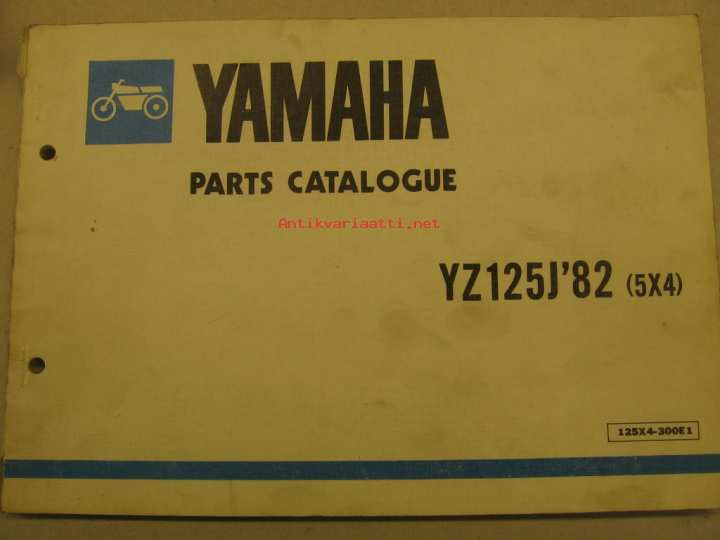 YAMAHA
PARTS CATALOGUE
Antikvariaatti.net
YZ125J'82 (5X4)
125X4-300E1